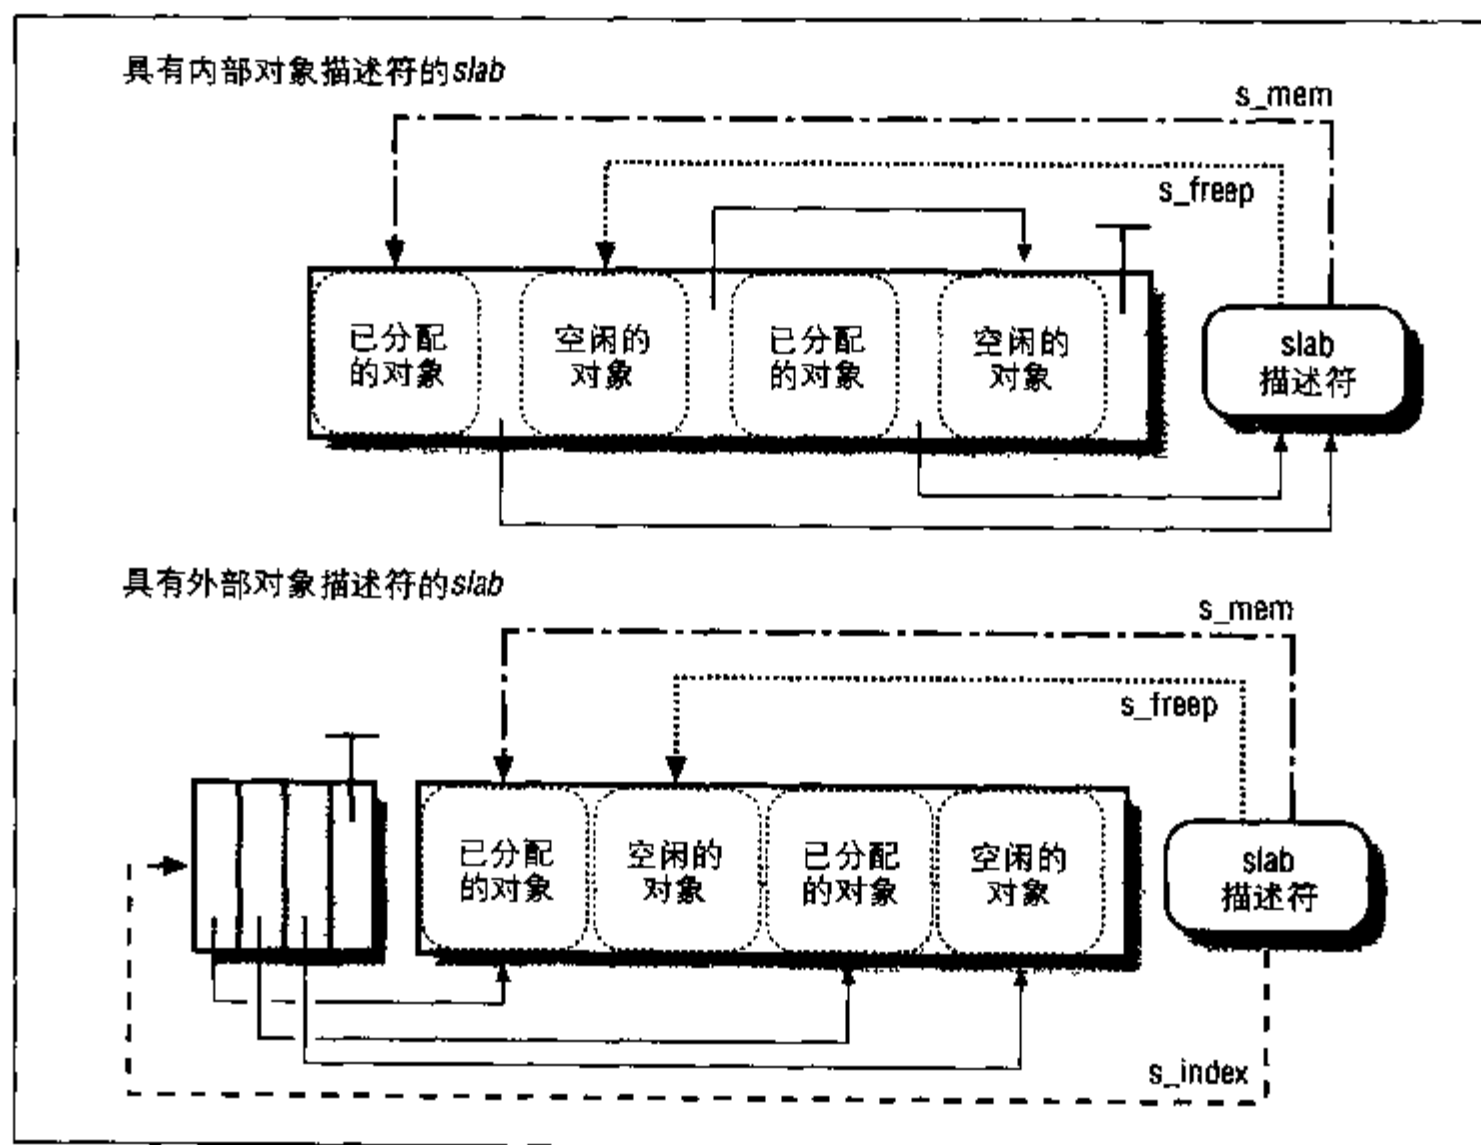 具有内部对象描述符的slab
s_mem
s_freep
已分配
的对象
空闲的
对象
已分配
的对象
空闲的
对象
slab
描述符
具有外部对象描述符的slab
s_mem
s_freep
已分配
的对象
空闲的
对象
已分配
的对象
空闲的
对象
slab
描述符
s_index